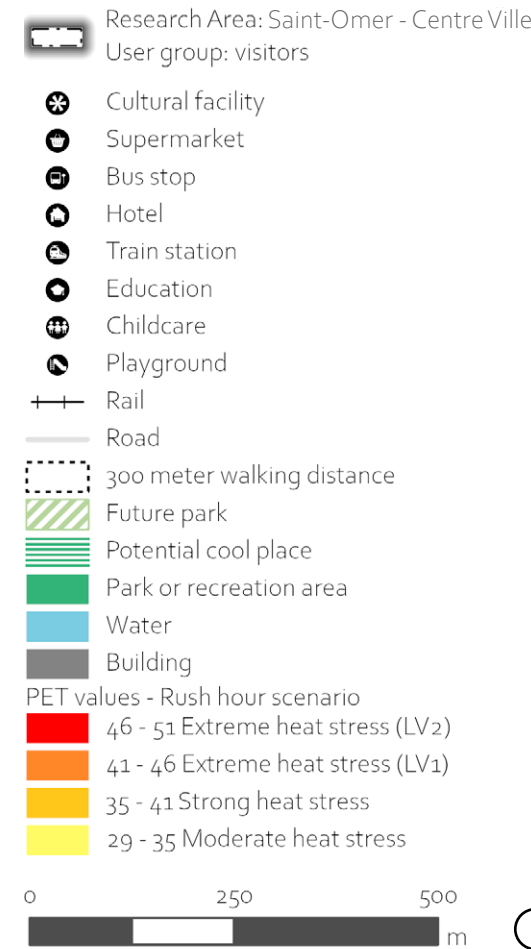 Research Area: Saint-Omer - Centre Ville
User group: visitors
Cultural facility
Supermarket
Bus stop
Hotel
Train station
Education
Childcare
Playground
Rail
Road
300 meter walking distance
Future park
Potential cool place
Park or recreation area
Water
Building
PET values - Rush hour scenario
46 - 51 Extreme heat stress (LV2)
41 - 46 Extreme heat stress (LV1)
35 - 41 Strong heat stress
29 - 35 Moderate heat stress
0 250 500
m